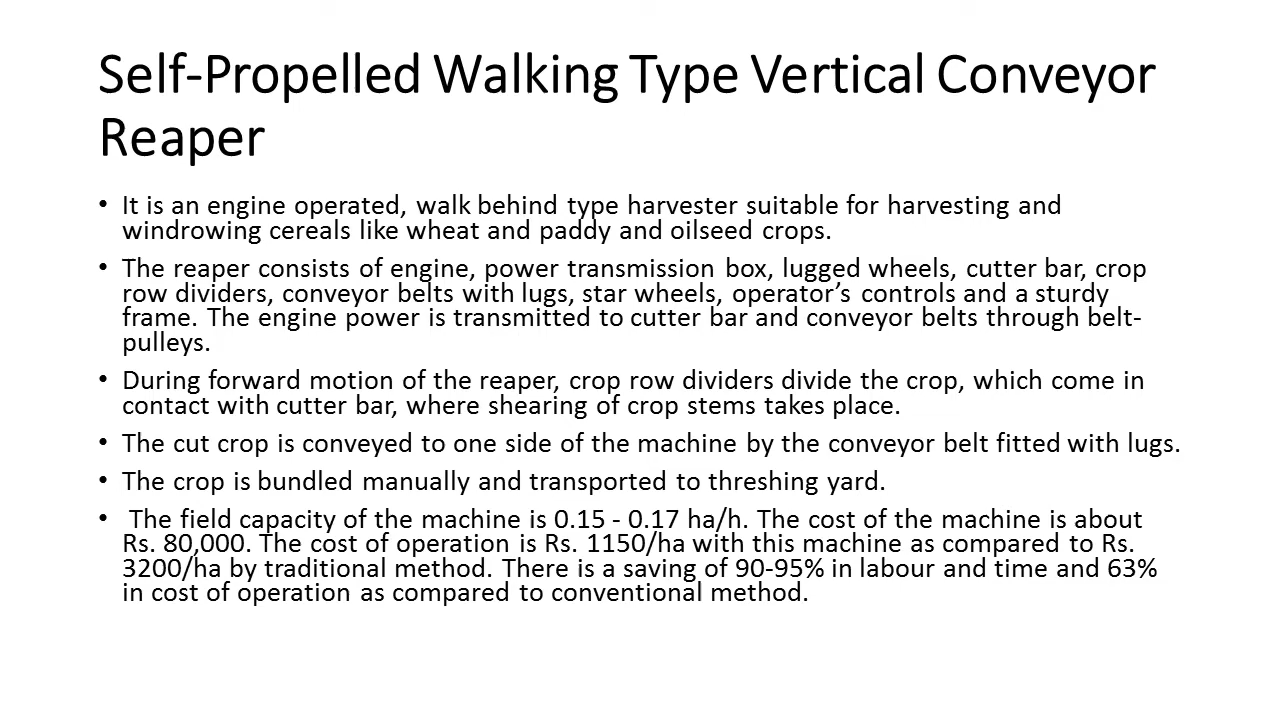 Self-Propelled Walking Type Vertical Conveyor
Reaper
• It is an engine operated, walk behind type harvester suitable for harvesting and
windrowing cereals like wheat and paddy and oilseed crops.
• The reaper consists of engine, power transmission box, lugged wheels, cutter bar, crop
row dividers, conveyor belts with lugs, star wheels, operator’s controls and a sturdy
frame. The engine power is transmitted to cutter bar and conveyor belts through belt-
pulleys.
• During forward motion of the reaper, crop row dividers divide the crop, which come in
contact with cutter bar, where shearing of crop stems takes place.
• The cut crop is conveyed to one side of the machine by the conveyor belt fitted with lugs.
• The crop is bundled manually and transported to threshing yard.
• The field capacity of the machine is 0.15 - 0.17 ha/h. The cost of the machine is about
Rs. 80,000. The cost of operation is Rs. 1150/ha with this machine as compared to Rs.
3200/ha by traditional method. There is a saving of 90-95% in labour and time and 63%
in cost of operation as compared to conventional method.